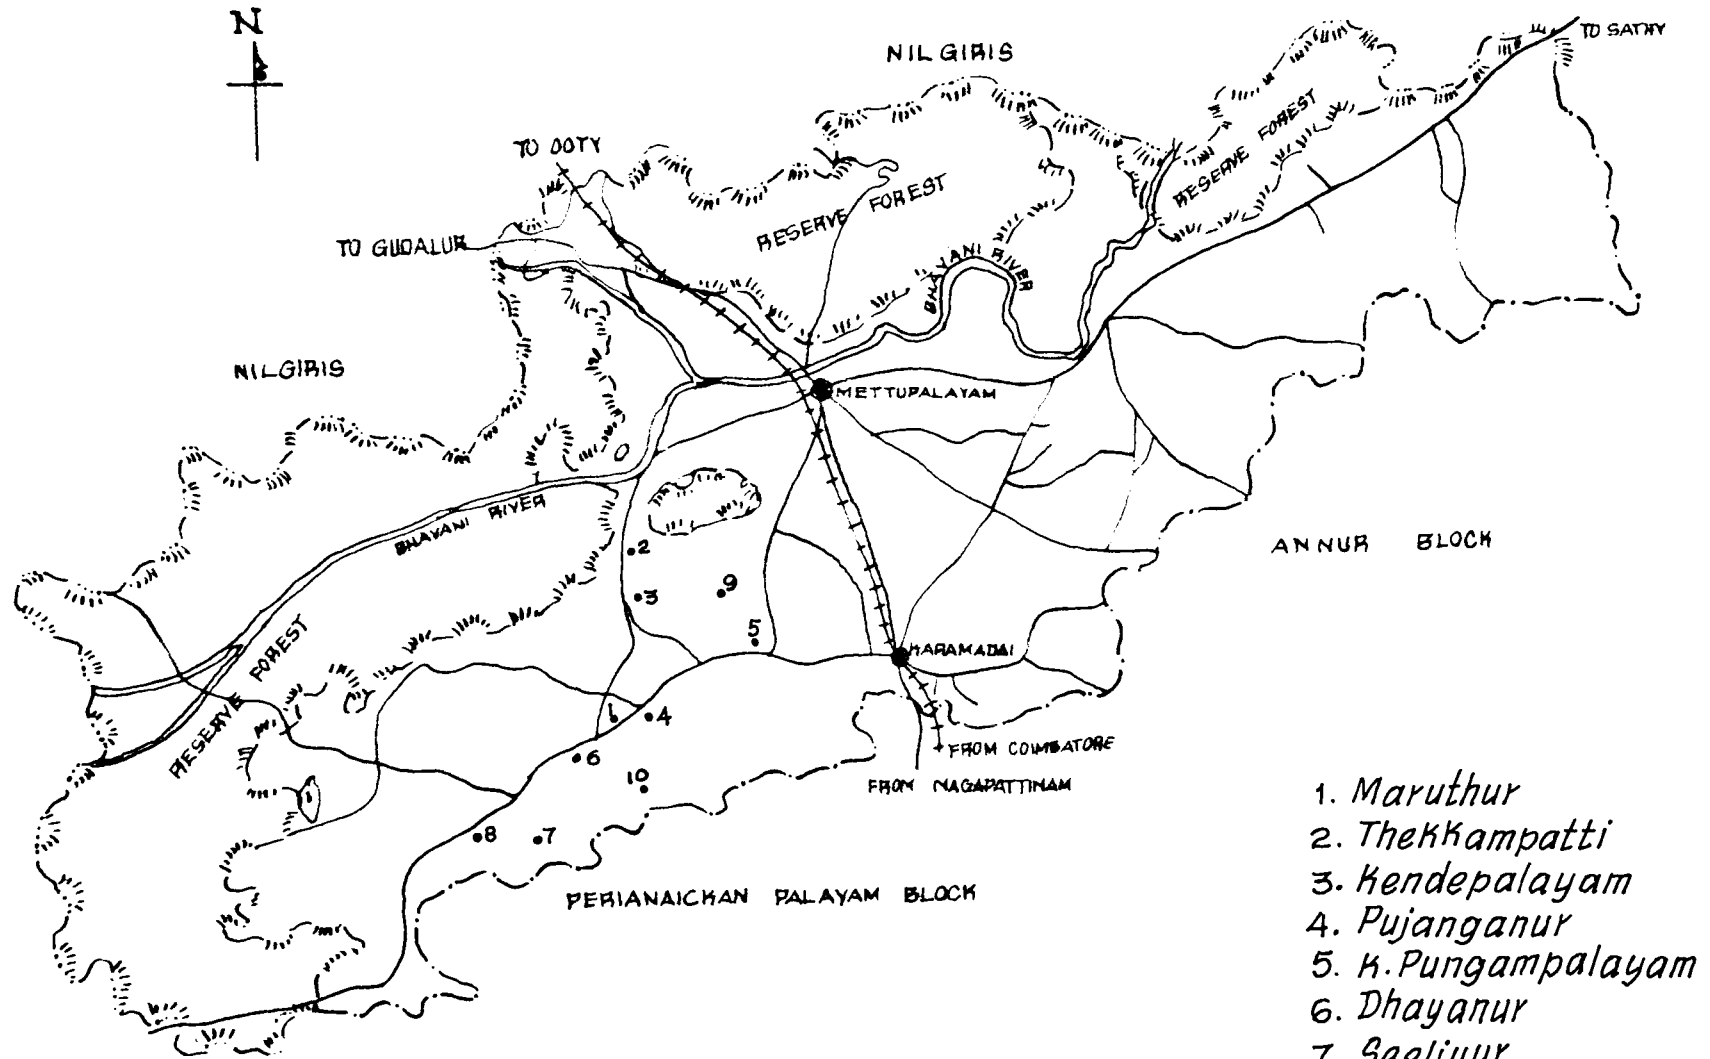 N
NILGIRIS
TO SATHY
TO OOTY
RESERVE FOREST
RESERVE FOREST
TO GUDALUR
BHAVANI RIVER
NILGIRIS
METTUPALAYAM
BHAVANI RIVER
ANNUR BLOCK
2
3
9
5
KARAMADAI
RESERVE FOREST
1
4
6
10
FROM COIMBATORE
FROM NAGAPATTINAM
8
7
PERIANAICKAN PALAYAM BLOCK
1. Maruthur
2. Thekkampatti
3. Kendepalayam
4. Pujanganur
5. K. Pungampalayam
6. Dhayanur
7.